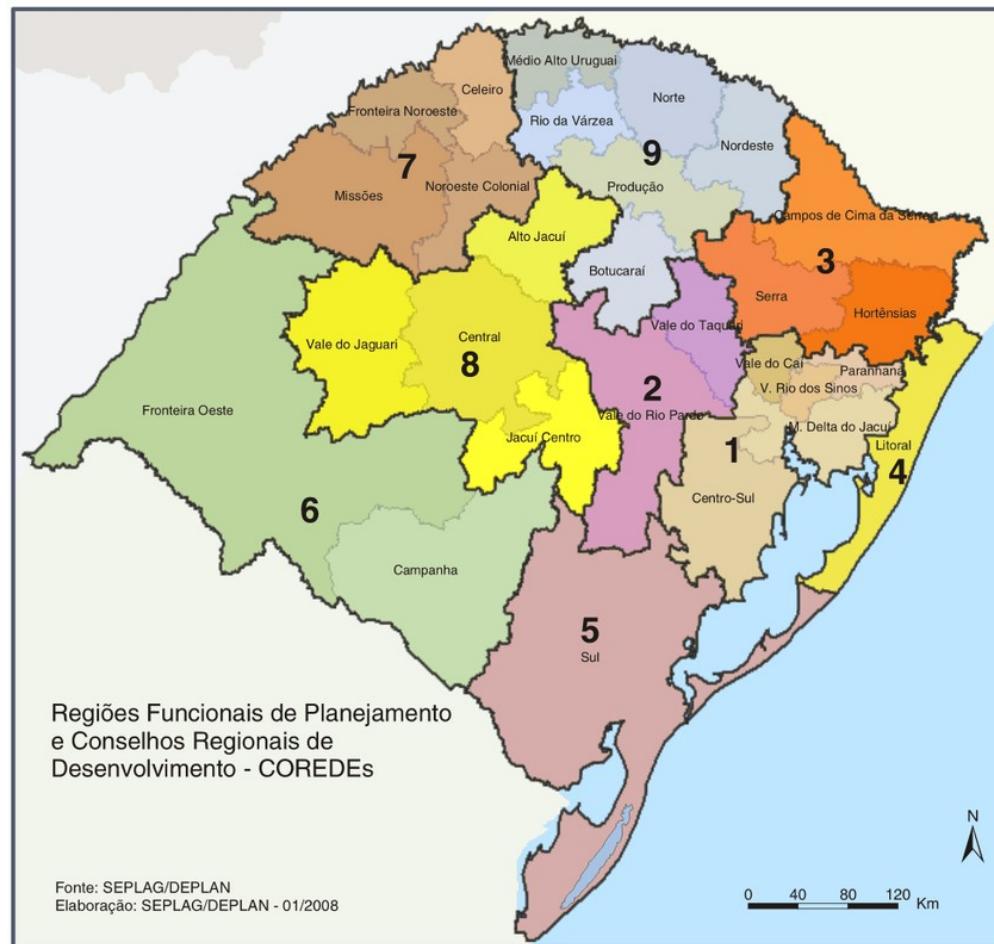 Médio Alto Uruguai
Celeiro
Norte
Fronteira Noroeste
Rio da Várzea
Nordeste
9
7
Produção
Noroeste Colonial
Missões
Campos de Cima da Serra
Alto Jacuí
3
Botucaraí
Serra
Hortênsias
Vale do Taquari
Central
Vale do Jaguari
8
Vale do Caí
Paranhana
2
V. Rio dos Sinos
Fronteira Oeste
Vale do Rio Pardo
M. Delta do Jacuí
Jacuí Centro
Litoral
1
4
Centro-Sul
6
Campanha
5
Sul
Regiões Funcionais de Planejamento
e Conselhos Regionais de
Desenvolvimento - COREDEs
N
Fonte: SEPLAG/DEPLAN
Elaboração: SEPLAG/DEPLAN - 01/2008
0 40 80 120 Km